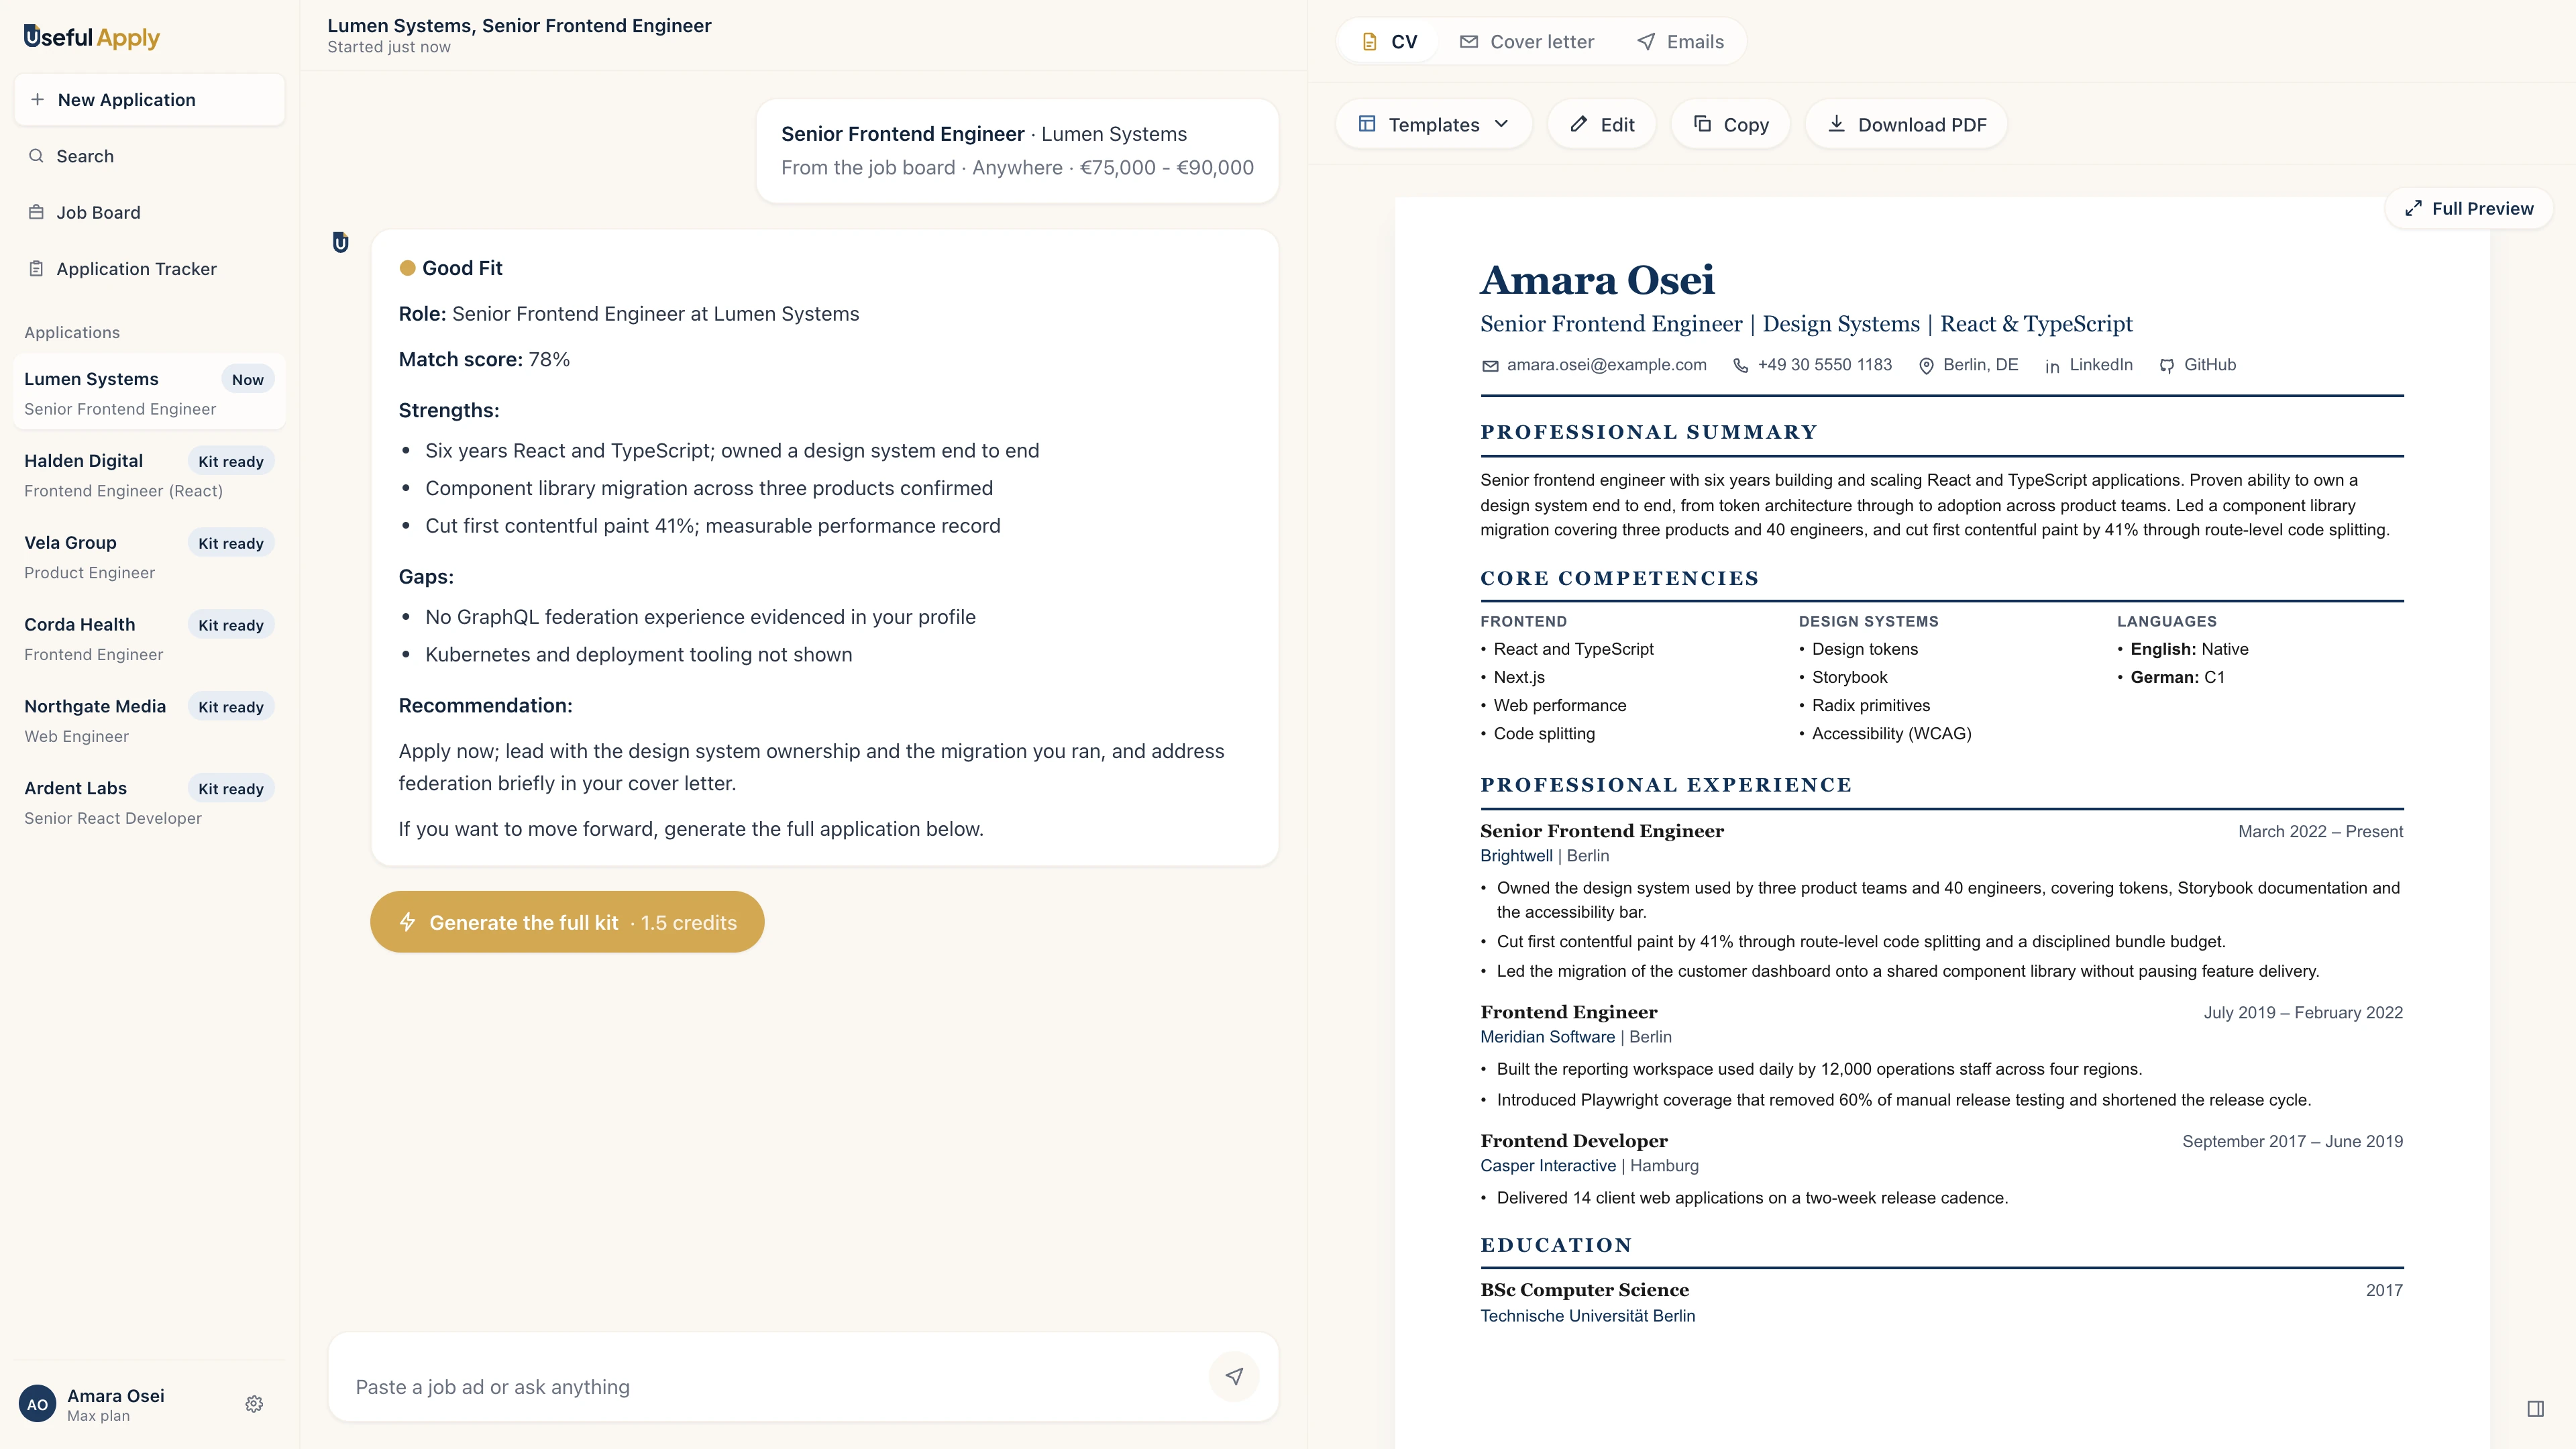 Useful Apply
New Application
Search
Job Board
Application Tracker
Applications
Lumen Systems Now
Senior Frontend Engineer
Halden Digital Kit ready
Frontend Engineer (React)
Vela Group Kit ready
Product Engineer
Corda Health Kit ready
Frontend Engineer
Northgate Media Kit ready
Web Engineer
Ardent Labs Kit ready
Senior React Developer
AO Amara Osei
Max plan
Lumen Systems, Senior Frontend Engineer
Started just now
Senior Frontend Engineer · Lumen Systems
From the job board · Anywhere · €75,000 - €90,000
Good Fit
Role: Senior Frontend Engineer at Lumen Systems
Match score: 78%
Strengths:
• Six years React and TypeScript; owned a design system end to end
• Component library migration across three products confirmed
• Cut first contentful paint 41%; measurable performance record
Gaps:
• No GraphQL federation experience evidenced in your profile
• Kubernetes and deployment tooling not shown
Recommendation:
Apply now; lead with the design system ownership and the migration you ran, and address
federation briefly in your cover letter.
If you want to move forward, generate the full application below.
Generate the full kit · 1.5 credits
Paste a job ad or ask anything
CV Cover letter Emails
Templates Edit Copy Download PDF
Full Preview
Amara Osei
Senior Frontend Engineer | Design Systems | React & TypeScript
amara.osei@example.com +49 30 5550 1183 Berlin, DE in LinkedIn GitHub
PROFESSIONAL SUMMARY
Senior frontend engineer with six years building and scaling React and TypeScript applications. Proven ability to own a
design system end to end, from token architecture through to adoption across product teams. Led a component library
migration covering three products and 40 engineers, and cut first contentful paint by 41% through route-level code splitting.
CORE COMPETENCIES
FRONTEND
• React and TypeScript
• Next.js
• Web performance
• Code splitting
DESIGN SYSTEMS
• Design tokens
• Storybook
• Radix primitives
• Accessibility (WCAG)
LANGUAGES
• English: Native
• German: C1
PROFESSIONAL EXPERIENCE
Senior Frontend Engineer March 2022 – Present
Brightwell | Berlin
• Owned the design system used by three product teams and 40 engineers, covering tokens, Storybook documentation and
the accessibility bar.
• Cut first contentful paint by 41% through route-level code splitting and a disciplined bundle budget.
• Led the migration of the customer dashboard onto a shared component library without pausing feature delivery.
Frontend Engineer July 2019 – February 2022
Meridian Software | Berlin
• Built the reporting workspace used daily by 12,000 operations staff across four regions.
• Introduced Playwright coverage that removed 60% of manual release testing and shortened the release cycle.
Frontend Developer September 2017 – June 2019
Casper Interactive | Hamburg
• Delivered 14 client web applications on a two-week release cadence.
EDUCATION
BSc Computer Science 2017
Technische Universität Berlin